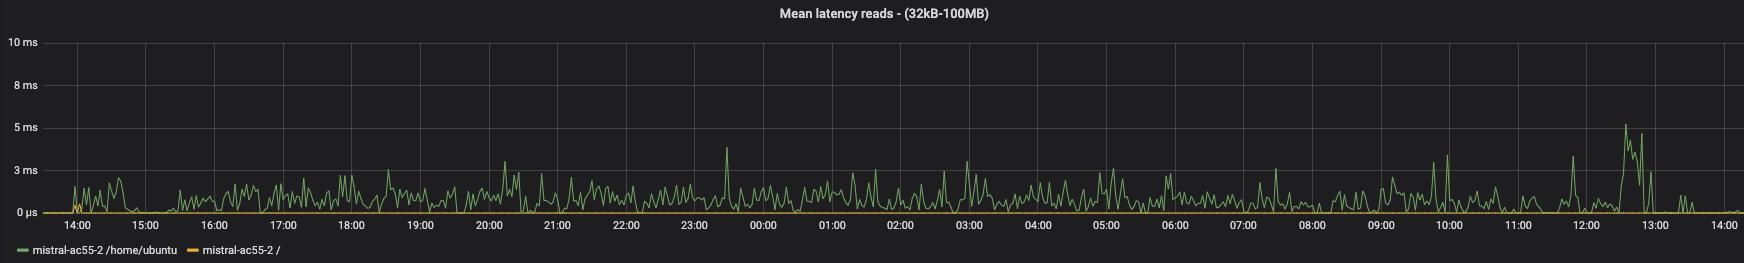 Mean latency reads - (32kB-100MB)
10 ms
8 ms
5 ms
3 ms
0 µs
14:00 15:00 16:00 17:00 18:00 19:00 20:00 21:00 22:00 23:00 00:00 01:00 02:00 03:00 04:00 05:00 06:00 07:00 08:00 09:00 10:00 11:00 12:00 13:00 14:00
mistral-ac55-2 /home/ubuntu mistral-ac55-2 /